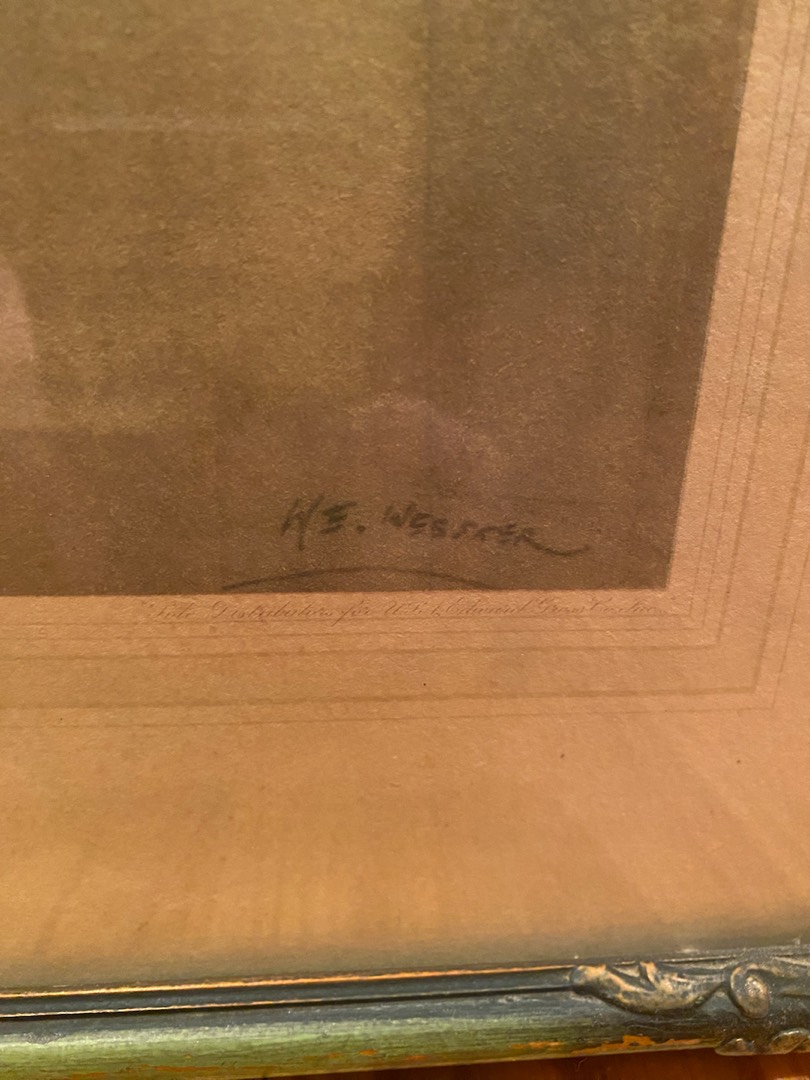 W.E. WEBSTER
"Sole Distributors for U.S.A. Edward Gross Co. Inc."